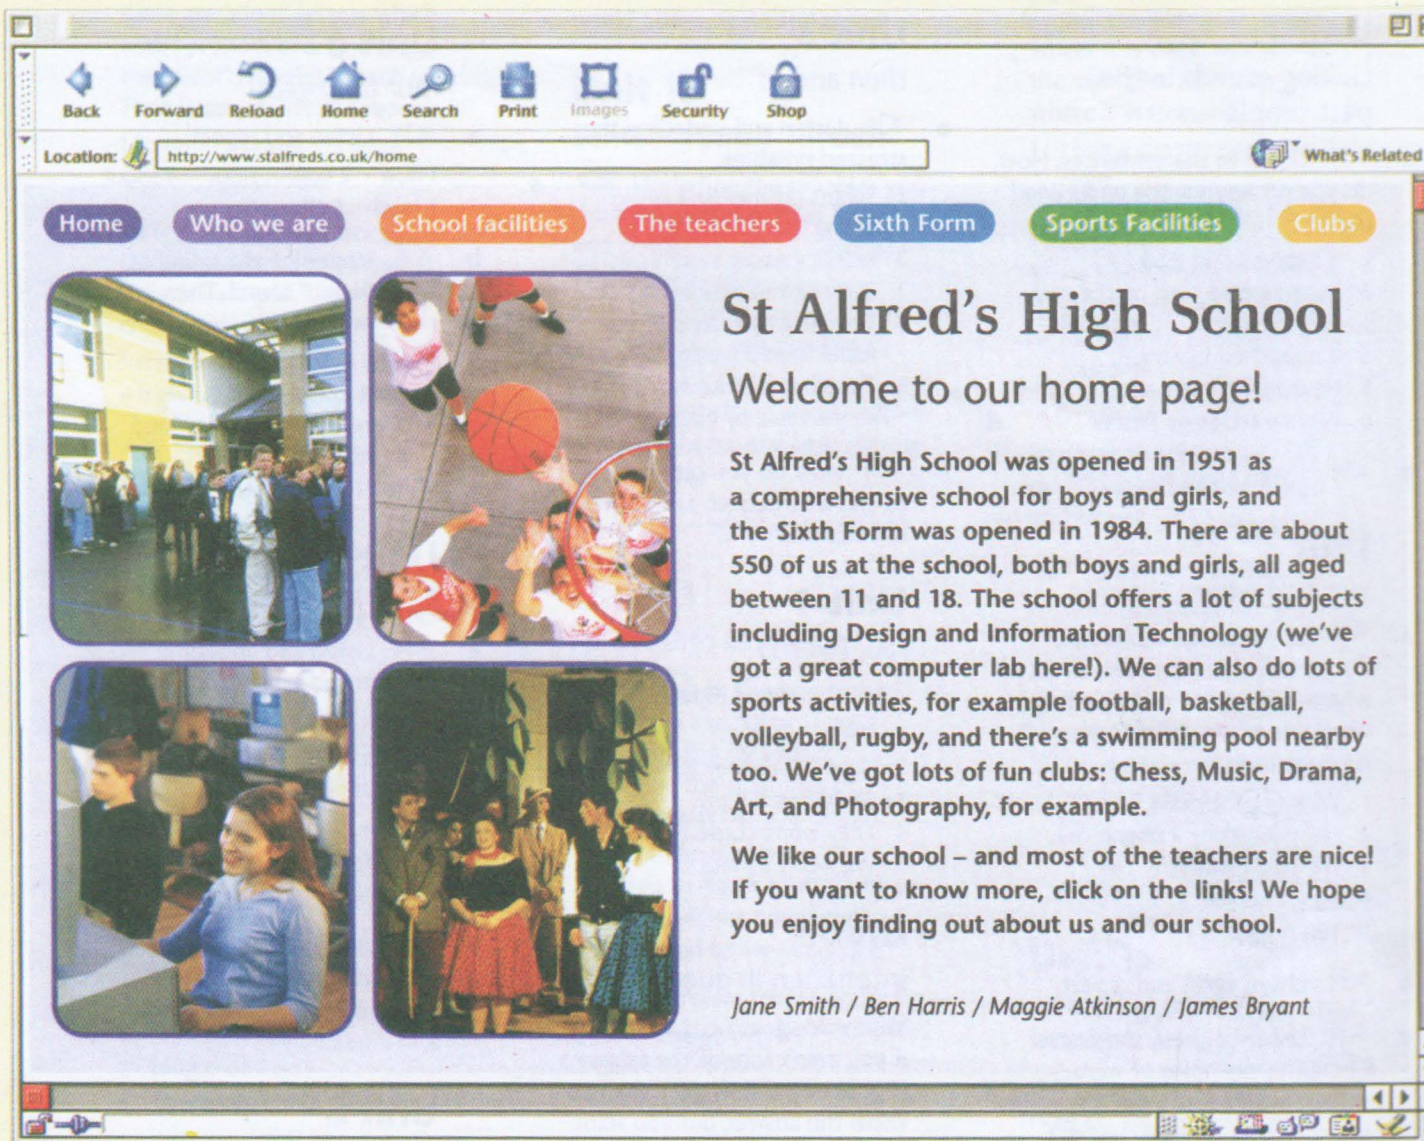 Back Forward Reload Home Search Print Images Security Shop
Location: http://www.stalfreds.co.uk/home What's Related
Home Who we are School facilities The teachers Sixth Form Sports Facilities Clubs
St Alfred's High School
Welcome to our home page!
St Alfred's High School was opened in 1951 as
a comprehensive school for boys and girls, and
the Sixth Form was opened in 1984. There are about
550 of us at the school, both boys and girls, all aged
between 11 and 18. The school offers a lot of subjects
including Design and Information Technology (we've
got a great computer lab here!). We can also do lots of
sports activities, for example football, basketball,
volleyball, rugby, and there's a swimming pool nearby
too. We've got lots of fun clubs: Chess, Music, Drama,
Art, and Photography, for example.
We like our school – and most of the teachers are nice!
If you want to know more, click on the links! We hope
you enjoy finding out about us and our school.
Jane Smith / Ben Harris / Maggie Atkinson / James Bryant